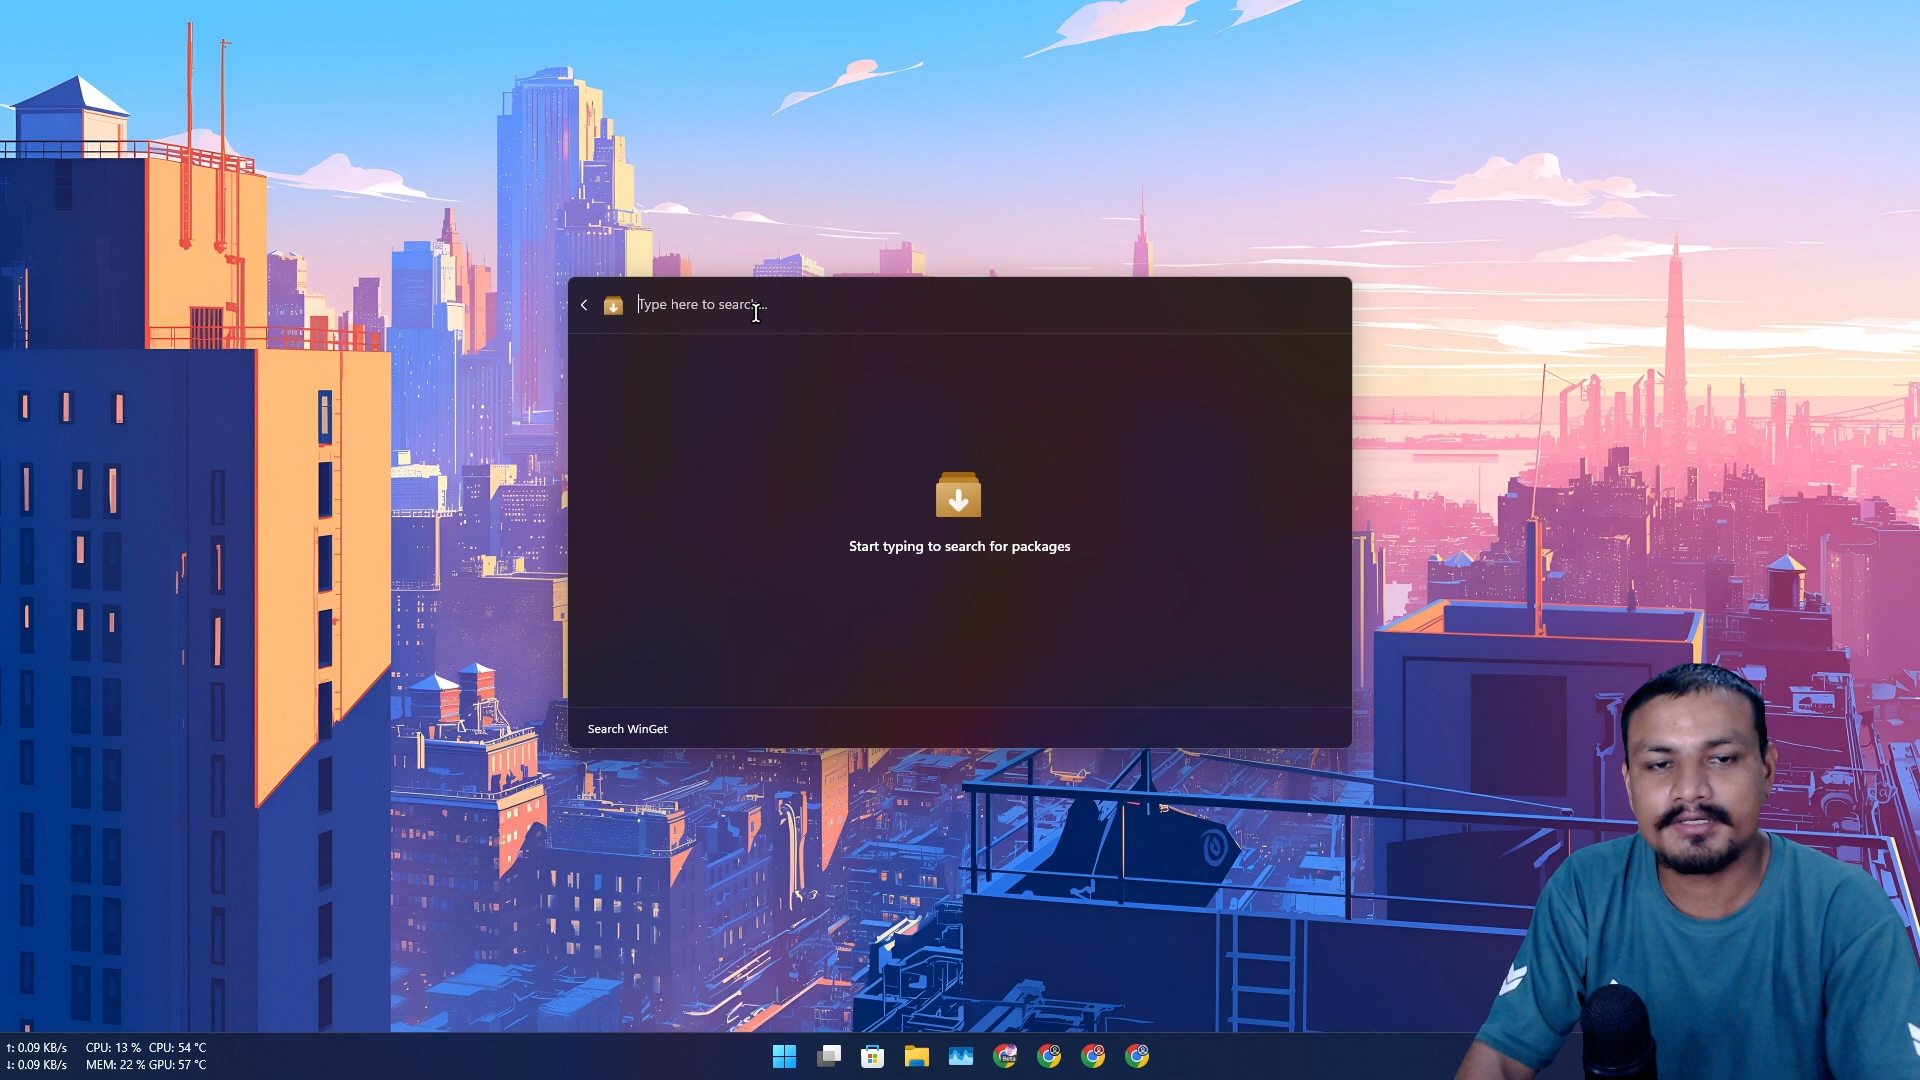 Type here to search...
Start typing to search for packages
Search WinGet
↑: 0.09 KB/s CPU: 13 % CPU: 54 °C
↓: 0.09 KB/s MEM: 22 % GPU: 57 °C
Beta